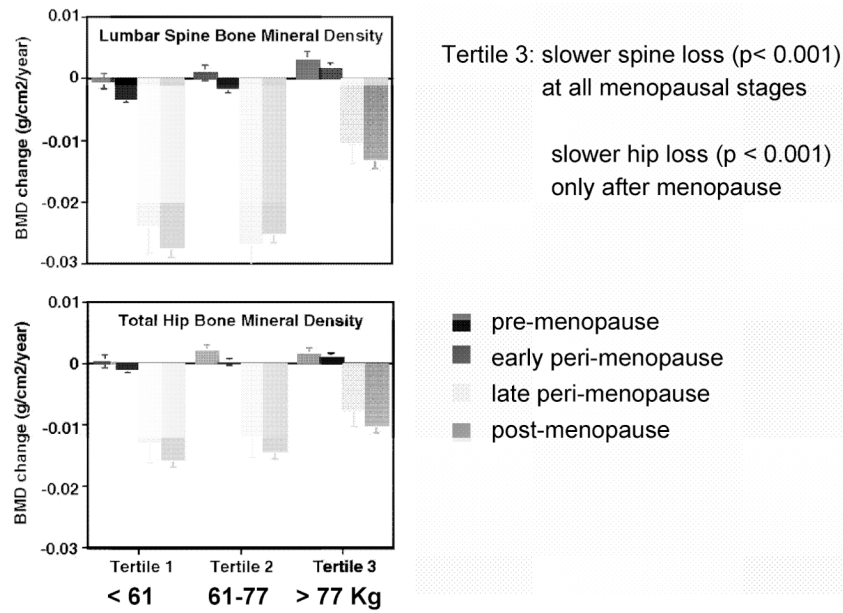 Lumbar Spine Bone Mineral Density
BMD change (g/cm2/year)
0.01
0
-0.01
-0.02
-0.03
Tertile 3: slower spine loss (p< 0.001)
at all menopausal stages
slower hip loss (p < 0.001)
only after menopause
Total Hip Bone Mineral Density
BMD change (g/cm2/year)
0.01
0
-0.01
-0.02
-0.03
Tertile 1 Tertile 2 Tertile 3
< 61 61-77 > 77 Kg
pre-menopause
early peri-menopause
late peri-menopause
post-menopause